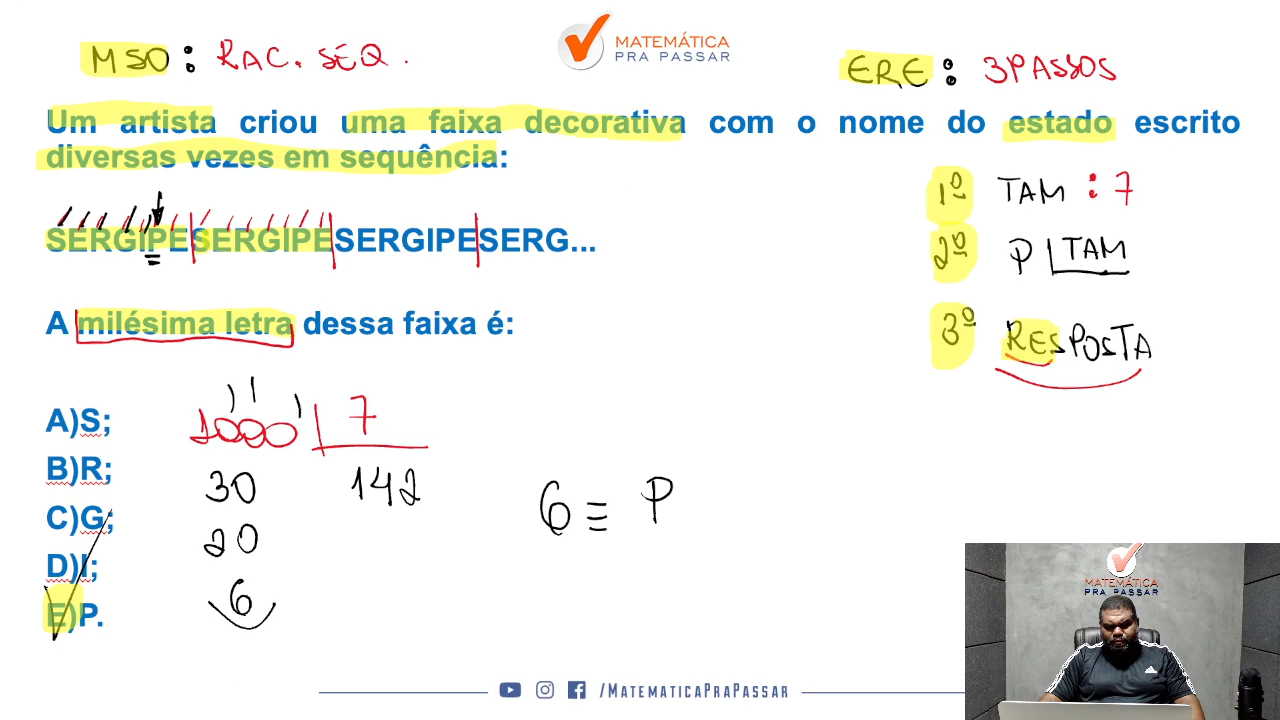 MSO : RAC. SEQ.
MATEMÁTICA
PRA PASSAR
ERE : 3 PASSOS
Um artista criou uma faixa decorativa com o nome do estado escrito
diversas vezes em sequência:
1º TAM : 7
SERGIPESERGIPESERGIPESERG...
2º P TAM
A milésima letra dessa faixa é:
3º RESPOSTA
A)S;
1000 7
B)R;
30 142
6 ≡ P
C)G;
20
D)I;
6
E)P.
MATEMÁTICA
PRA PASSAR
/MATEMATICAPRAPASSAR